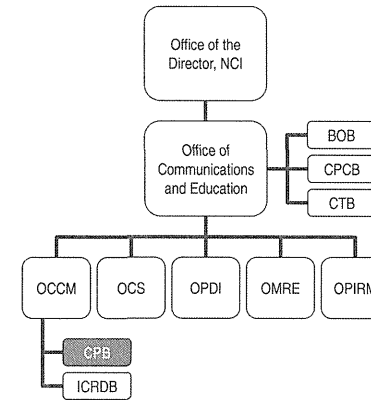 Office of the
Director, NCI
Office of
Communications
and Education
BOB
CPCB
CTB
OCCM
OCS
OPDI
OMRE
OPIRM
CPB
ICRDB